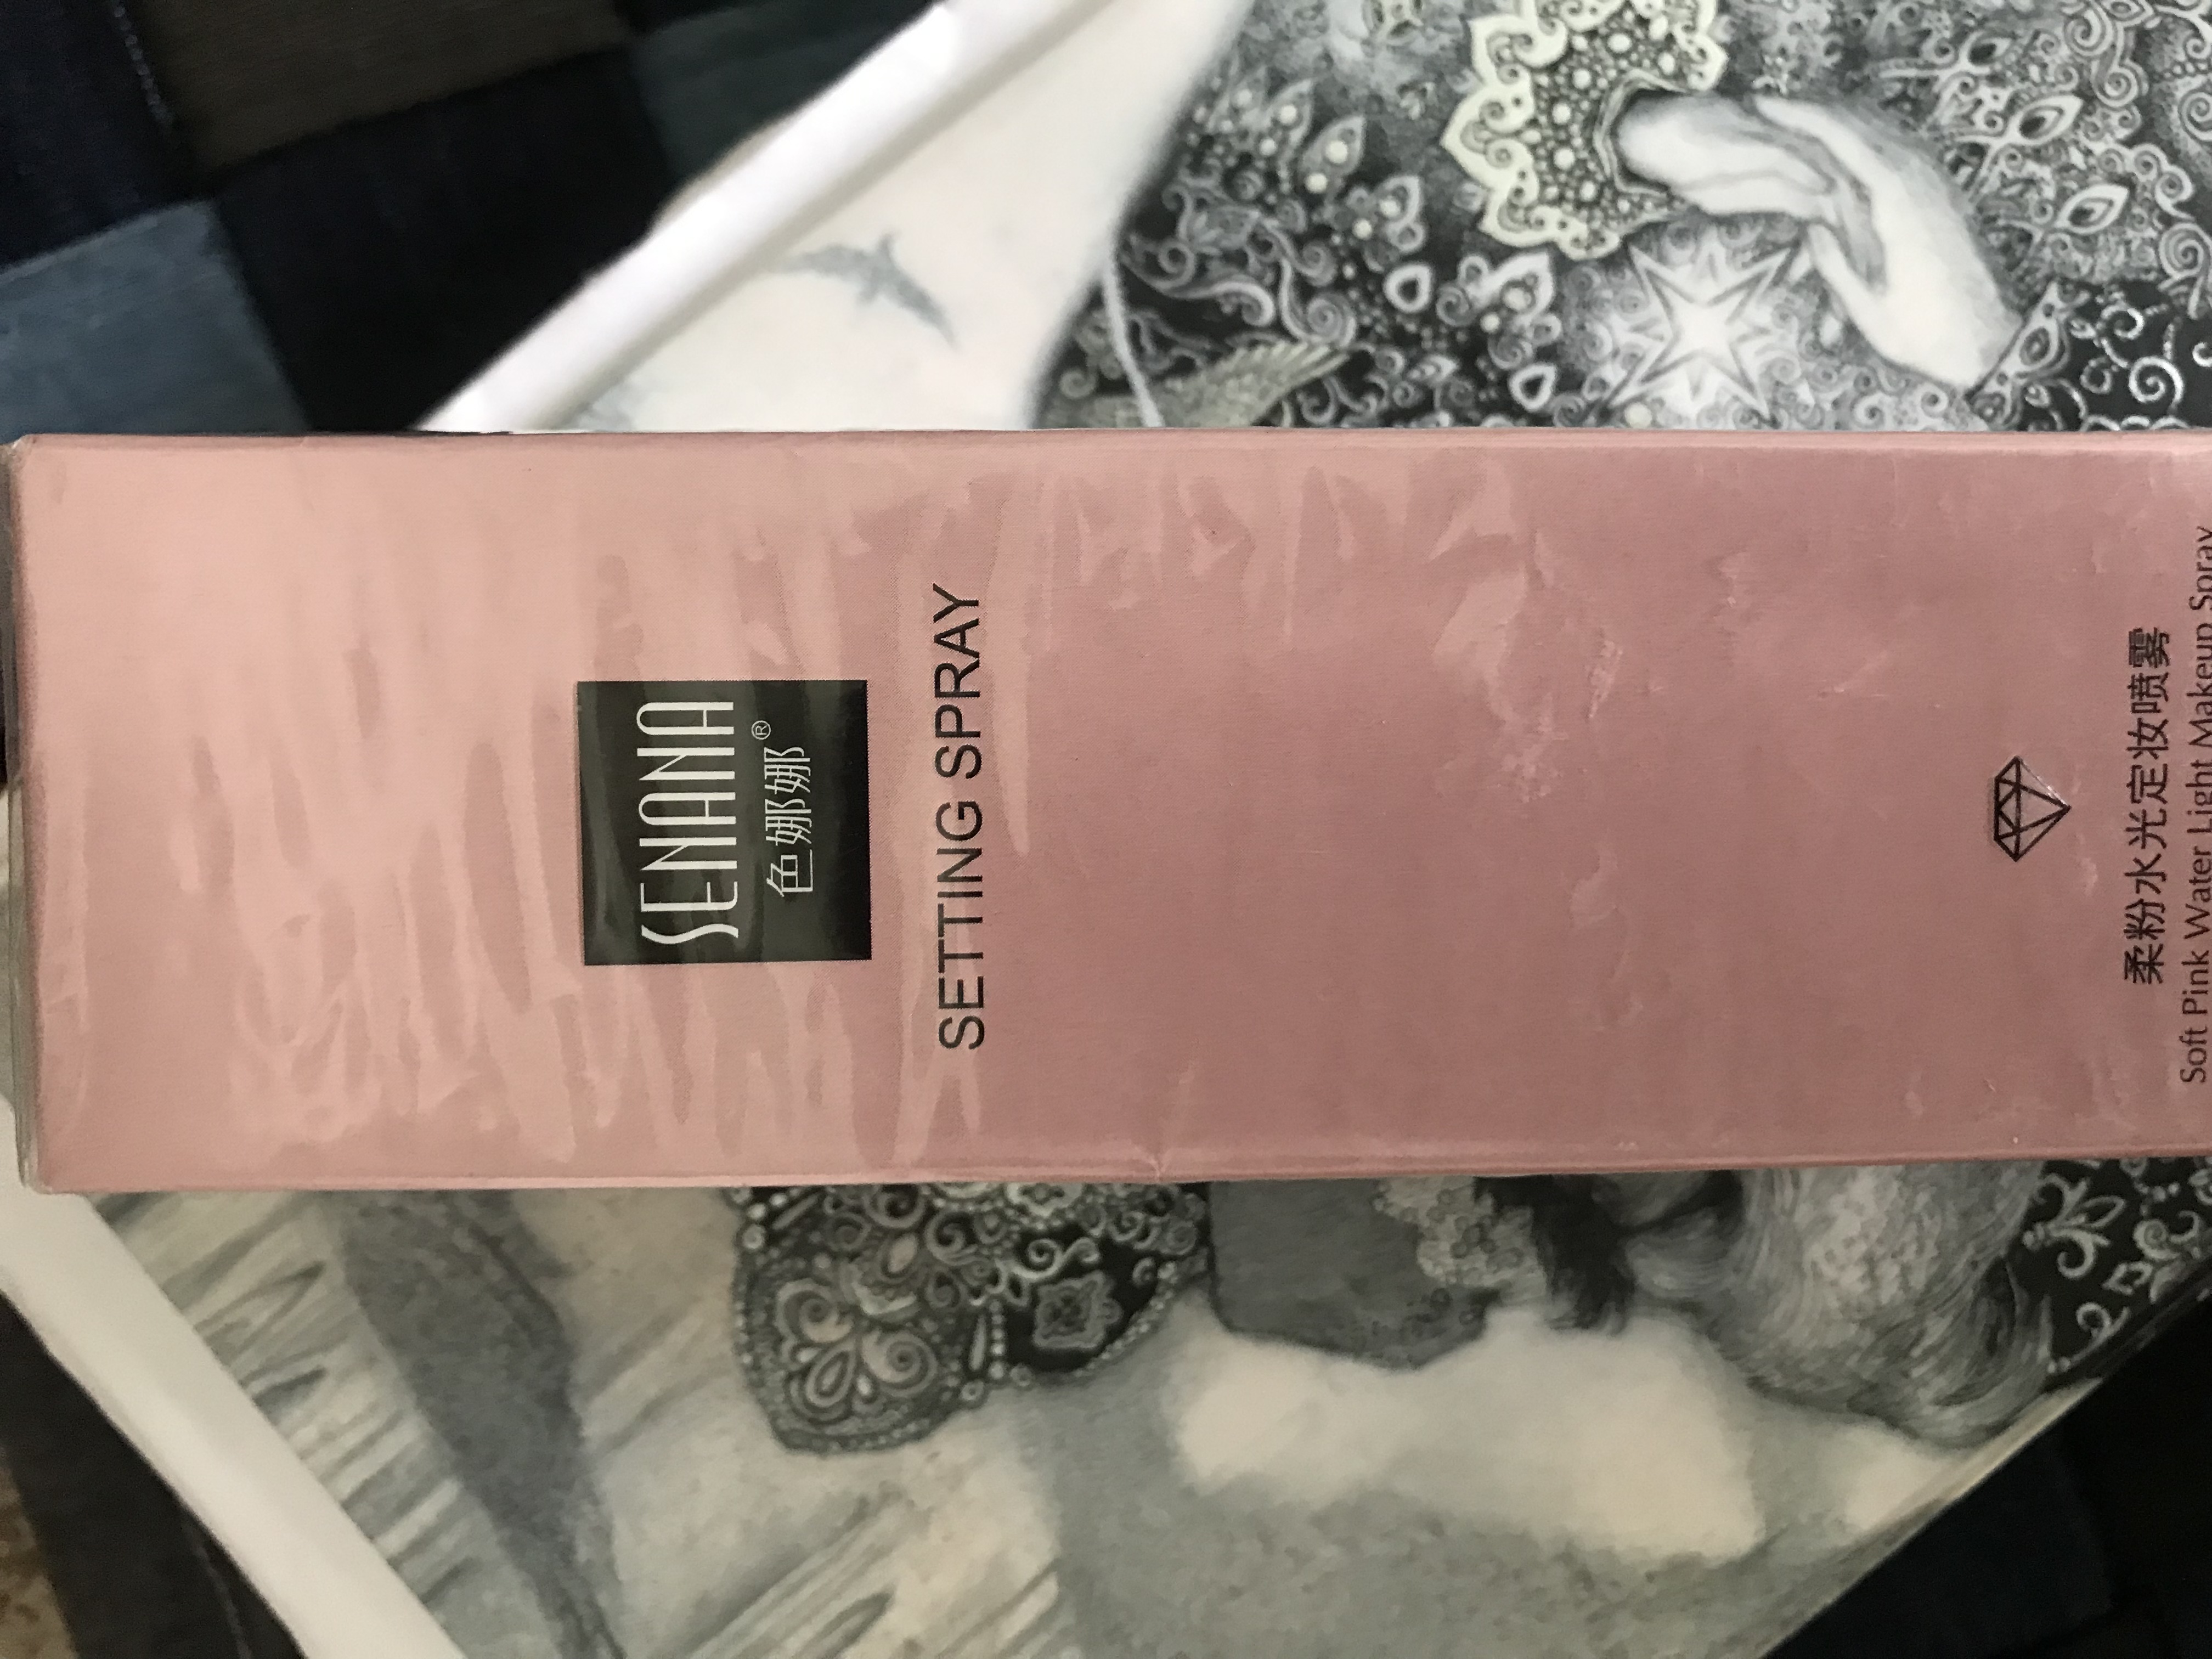 SENANA
色娜娜®
SETTING SPRAY
柔粉水光定妆喷雾
Soft Pink Water Light Makeup Spray